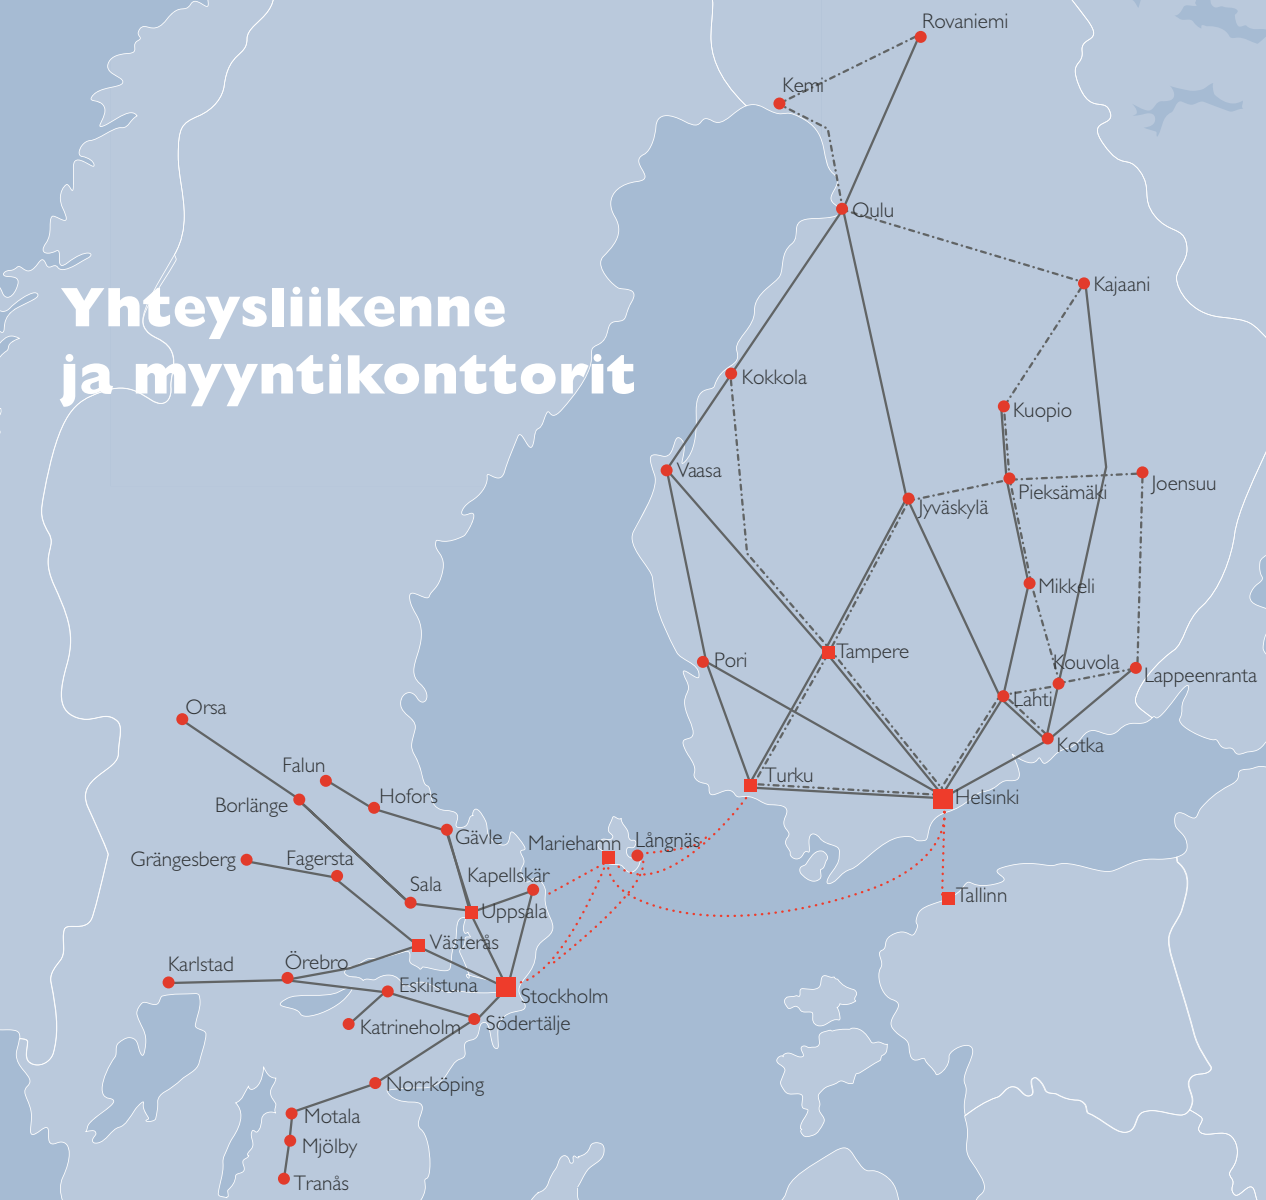 Rovaniemi
Kemi
Oulu
Yhteysliikenne
ja myyntikonttorit
Kajaani
Kokkola
Kuopio
Vaasa
Pieksämäki
Joensuu
Jyväskylä
Mikkeli
Tampere
Pori
Kouvola
Lappeenranta
Lahti
Orsa
Kotka
Falun
Turku
Borlänge
Hofors
Helsinki
Gävle
Mariehamn
Långnäs
Grängesberg
Fagersta
Kapellskär
Sala
Tallinn
Uppsala
Västerås
Karlstad
Örebro
Eskilstuna
Stockholm
Katrineholm
Södertälje
Norrköping
Motala
Mjölby
Tranås